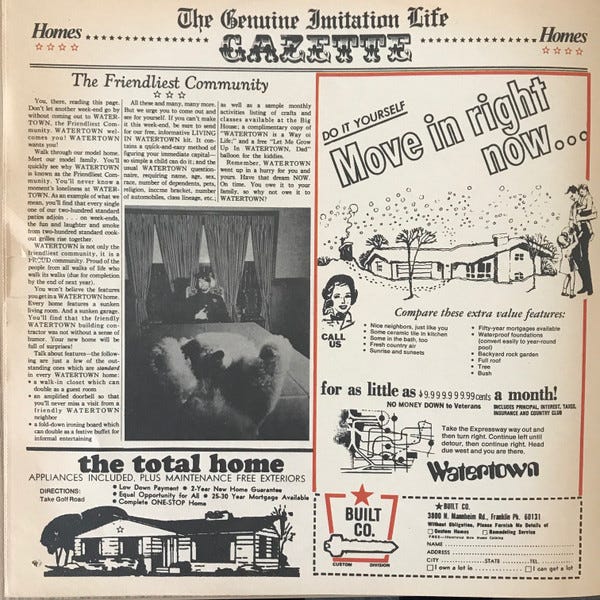 The Genuine Imitation Life
GAZETTE
Homes
Homes
The Friendliest Community
You, there, reading this page.
Don't let another week-end go by
without coming out to WATER-
TOWN, the Friendliest Com-
munity. WATERTOWN wel-
comes you! WATERTOWN
wants you!
Walk through our model home.
Meet our model family. You'll
quickly see why WATERTOWN
is known as the Friendliest Com-
munity. You'll never know a
moment's loneliness at WATER-
TOWN. As an example of what we
mean, you'll find that every single
one of our two-hundred standard
patios adjoin . . . on week-ends,
the fun and laughter and smoke
from two-hundred standard cook-
out grilles rise together.
WATERTOWN is not only the
friendliest community, it is a
PROUD community. Proud of the
people from all walks of life who
walk its walks (due for completion
by the end of next year).
You won't believe the features
you get in a WATERTOWN home.
Every home features a sunken
living room. And a sunken garage.
You'll find that the friendly
WATERTOWN building con-
tractor was not without a sense of
humor. Your new home will be
full of surprises!
Talk about features—the follow-
ing are just a few of the out-
standing ones which are standard
in every WATERTOWN home:
• a walk-in closet which can
double as a guest room
• an amplified doorbell so that
you'll never miss a visit from a
friendly WATERTOWN
neighbor
• a fold-down ironing board which
can double as a festive buffet for
informal entertaining
All these and many, many more.
But we urge you to come out and
see for yourself. If you can't make
it this week-end, be sure to send
for our free, informative LIVING
IN WATERTOWN kit. It con-
tains a quick-and-easy method of
figuring your immediate capital—
so simple a child can do it; and the
usual WATERTOWN question-
naire regarding name, age, sex,
race, number of dependents, pets,
religion, income bracket, number
of automobiles, class lineage, etc.;
as well as a sample monthly
activities listing of crafts and
classes available at the Big
House; a complimentary copy of
"WATERTOWN is a Way of
Life;" and a free "Let Me Grow
Up In WATERTOWN, Dad"
balloon for the kiddies.
Remember, WATERTOWN
went up in a hurry for you and
yours. Have that dream NOW.
On time. You owe it to your
family, so why not owe it to
WATERTOWN!
the total home
APPLIANCES INCLUDED, PLUS MAINTENANCE FREE EXTERIORS
DIRECTIONS:
Take Golf Road
• Low Down Payment • 2-Year New Home Guarantee
• Equal Opportunity for All • 25-30 Year Mortgage Available
• Complete ONE-STOP Home
DO IT YOURSELF
Move in right
now...
CALL
US
Compare these extra value features:
• Nice neighbors, just like you
• Some ceramic tile in kitchen
• Some in the bath, too
• Fresh country air
• Sunrise and sunsets
• Fifty-year mortgages available
• Waterproof foundations
(convert easily to year-round
pool)
• Backyard rock garden
• Full roof
• Tree
• Bush
for as little as $9.999.9999.99cents a month!
NO MONEY DOWN to Veterans
INCLUDES PRINCIPAL, INTEREST, TAXES,
INSURANCE AND COUNTRY CLUB
Take the Expressway way out and
then turn right. Continue left until
detour, then continue right. Head
due west and you are there.
Watertown
BUILT
CO.
CUSTOM DIVISION
BUILT CO.
3800 N. Mannheim Rd., Franklin Pk. 60131
Without Obligation, Please Furnish Me Details of
Custom Homes Remodeling Service
NAME
ADDRESS
CITY STATE TEL.
I own a lot in I can get a lot